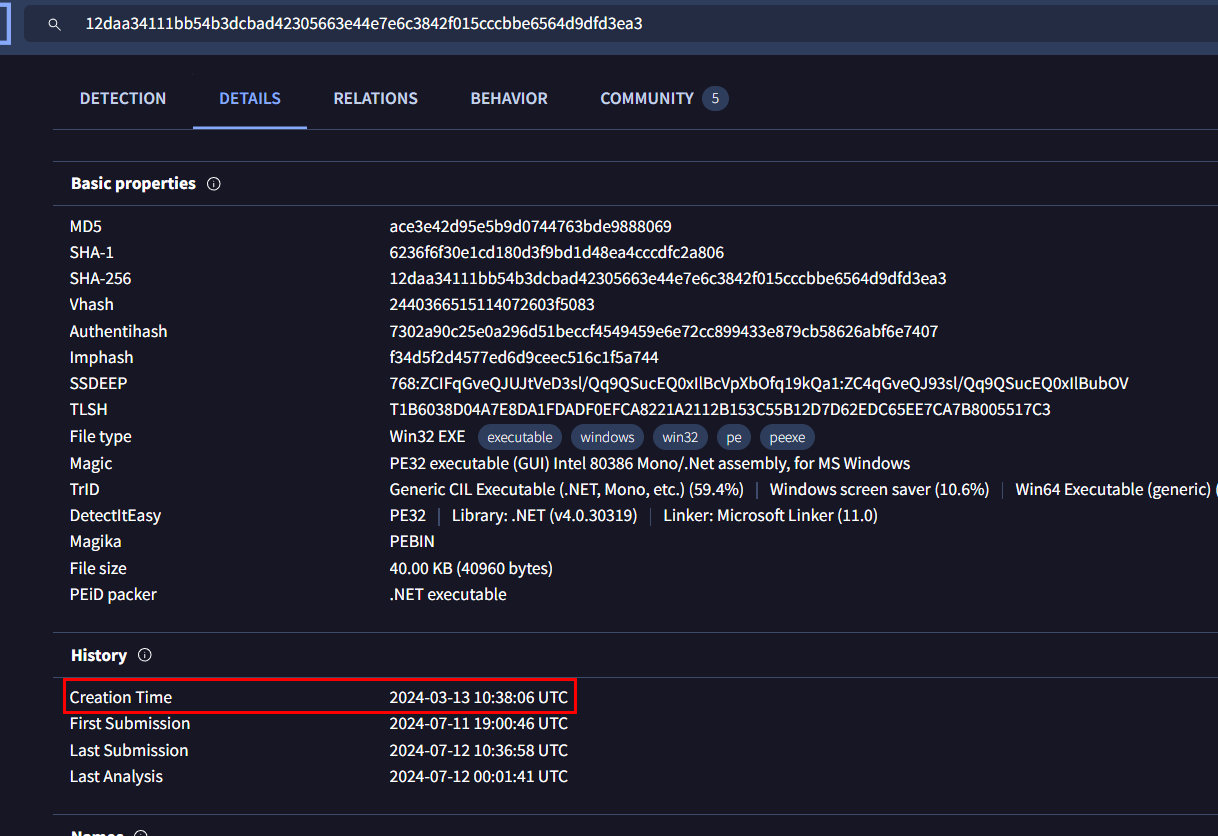 12daa34111bb54b3dcbad42305663e44e7e6c3842f015cccbbe6564d9dfd3ea3
DETECTION DETAILS RELATIONS BEHAVIOR COMMUNITY 5
Basic properties
MD5 ace3e42d95e5b9d0744763bde9888069
SHA-1 6236f6f30e1cd180d3f9bd1d48ea4cccdfc2a806
SHA-256 12daa34111bb54b3dcbad42305663e44e7e6c3842f015cccbbe6564d9dfd3ea3
Vhash 2440366515114072603f5083
Authentihash 7302a90c25e0a296d51beccf4549459e6e72cc899433e879cb58626abf6e7407
Imphash f34d5f2d4577ed6d9ceec516c1f5a744
SSDEEP 768:ZCIFqGveQJUJtVeD3sl/Qq9QSucEQ0xIlBcVpXbOfq19kQa1:ZC4qGveQJ93sl/Qq9QSucEQ0xIlBubOV
TLSH T1B6038D04A7E8DA1FDADF0EFCA8221A2112B153C55B12D7D62EDC65EE7CA7B8005517C3
File type Win32 EXE executable windows win32 pe peexe
Magic PE32 executable (GUI) Intel 80386 Mono/.Net assembly, for MS Windows
TrID Generic CIL Executable (.NET, Mono, etc.) (59.4%) | Windows screen saver (10.6%) | Win64 Executable (generic) (
DetectItEasy PE32 | Library: .NET (v4.0.30319) | Linker: Microsoft Linker (11.0)
Magika PEBIN
File size 40.00 KB (40960 bytes)
PEiD packer .NET executable
History
Creation Time 2024-03-13 10:38:06 UTC
First Submission 2024-07-11 19:00:46 UTC
Last Submission 2024-07-12 10:36:58 UTC
Last Analysis 2024-07-12 00:01:41 UTC
Names